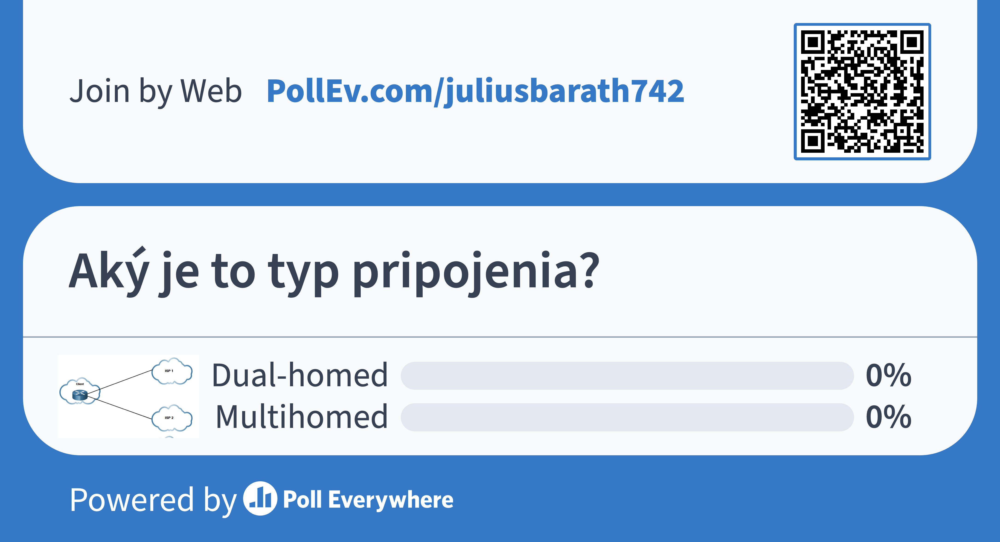 Join by Web PollEv.com/juliusbarath742
Aký je to typ pripojenia?
ISP 1
Client
ISP 2
Dual-homed 0%
Multihomed 0%
Powered by Poll Everywhere